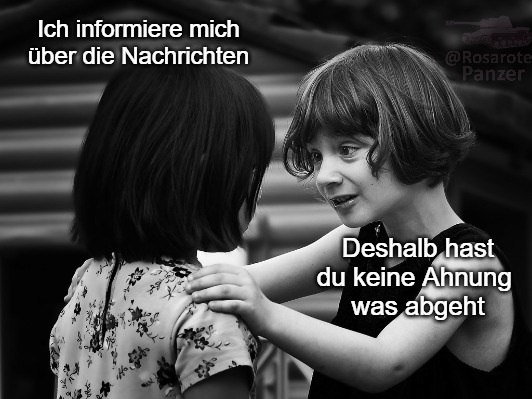 Ich informiere mich
über die Nachrichten
@Rosarote
Panzer
Deshalb hast
du keine Ahnung
was abgeht